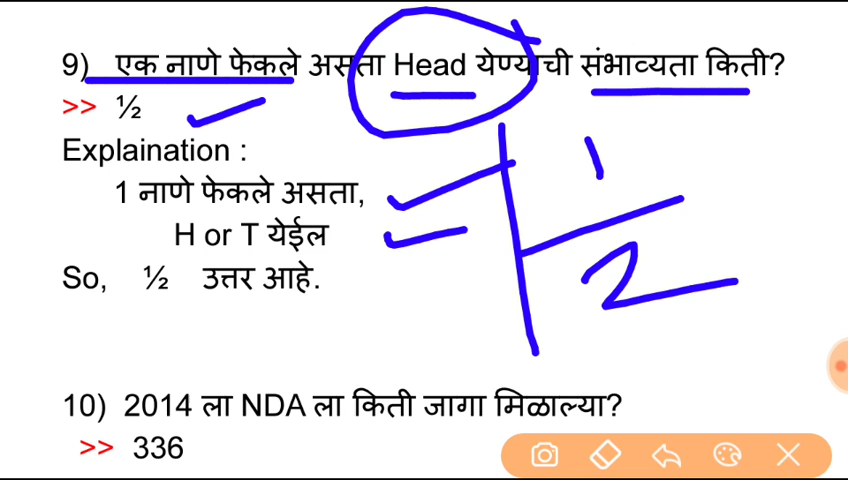 9) एक नाणे फेकले असता Head येण्याची संभाव्यता किती?
>> ½
Explaination :
1 नाणे फेकले असता,
H or T येईल
So, ½ उत्तर आहे.
1
2
10) 2014 ला NDA ला किती जागा मिळाल्या?
>> 336